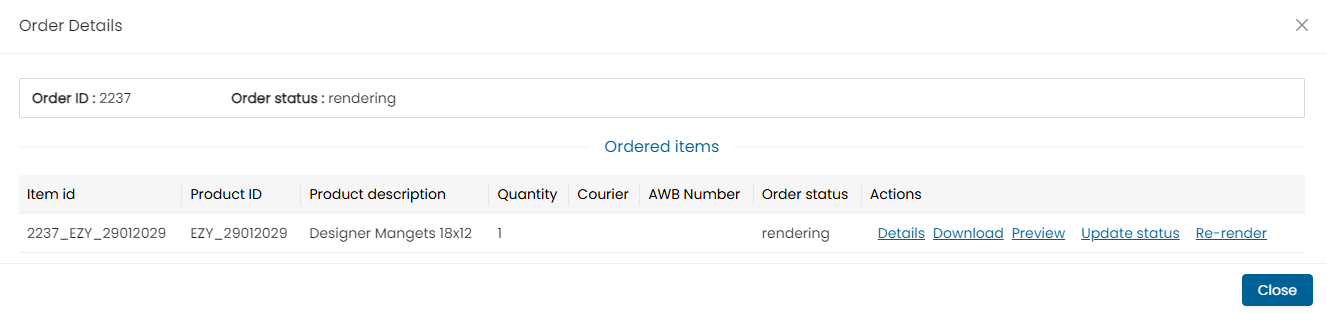 Order Details
Order ID : 2237 Order status : rendering
Ordered items
Item id Product ID Product description Quantity Courier AWB Number Order status Actions
2237_EZY_29012029 EZY_29012029 Designer Mangets 18x12 1 rendering Details Download Preview Update status Re-render
Close